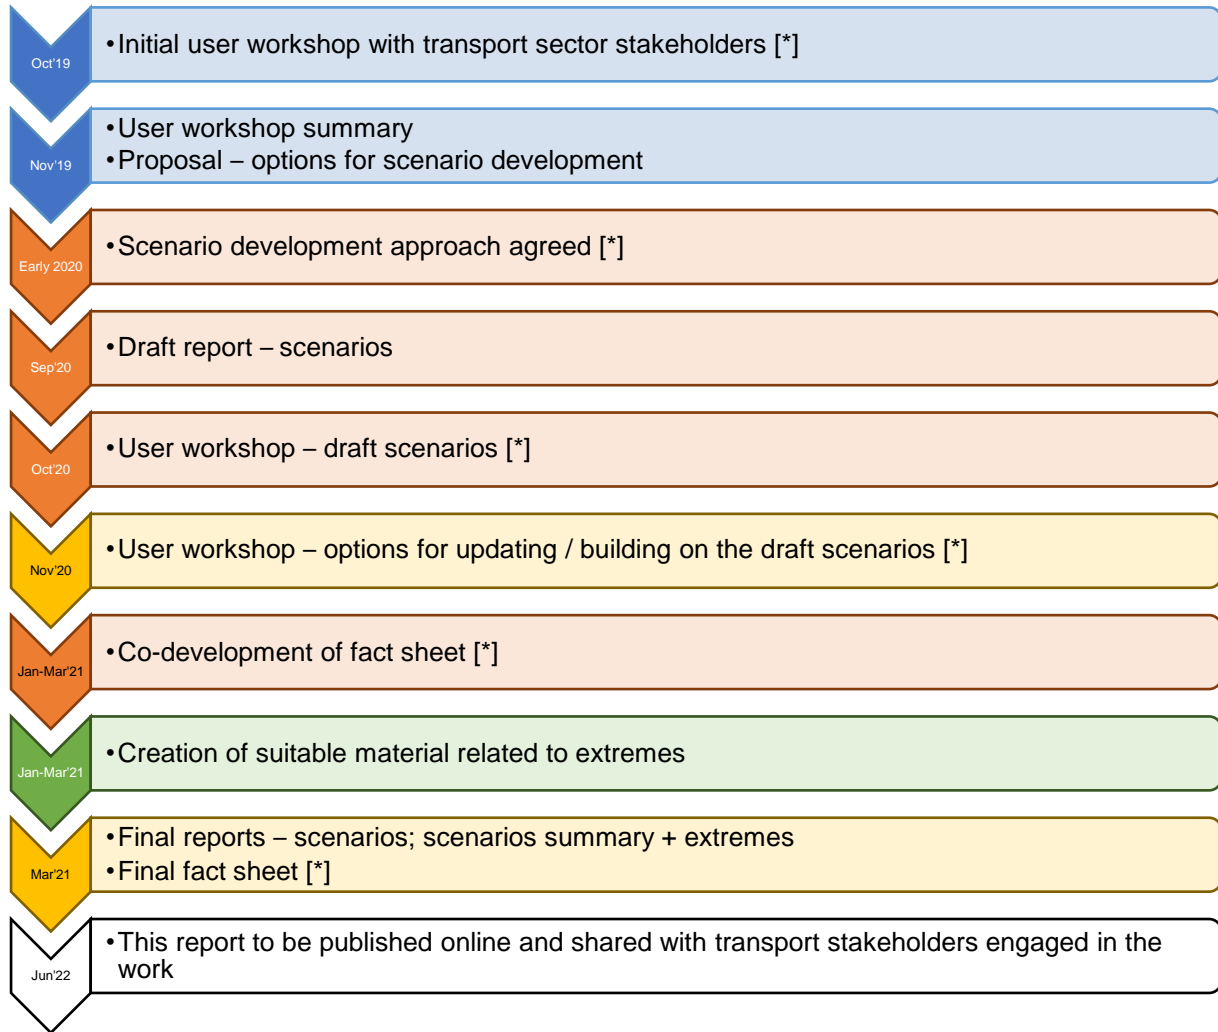 Oct'19
•Initial user workshop with transport sector stakeholders [*]
Nov'19
•User workshop summary
•Proposal – options for scenario development
Early 2020
•Scenario development approach agreed [*]
Sep'20
•Draft report – scenarios
Oct'20
•User workshop – draft scenarios [*]
Nov'20
•User workshop – options for updating / building on the draft scenarios [*]
Jan-Mar'21
•Co-development of fact sheet [*]
Jan-Mar'21
•Creation of suitable material related to extremes
Mar'21
•Final reports – scenarios; scenarios summary + extremes
•Final fact sheet [*]
Jun'22
•This report to be published online and shared with transport stakeholders engaged in the
work